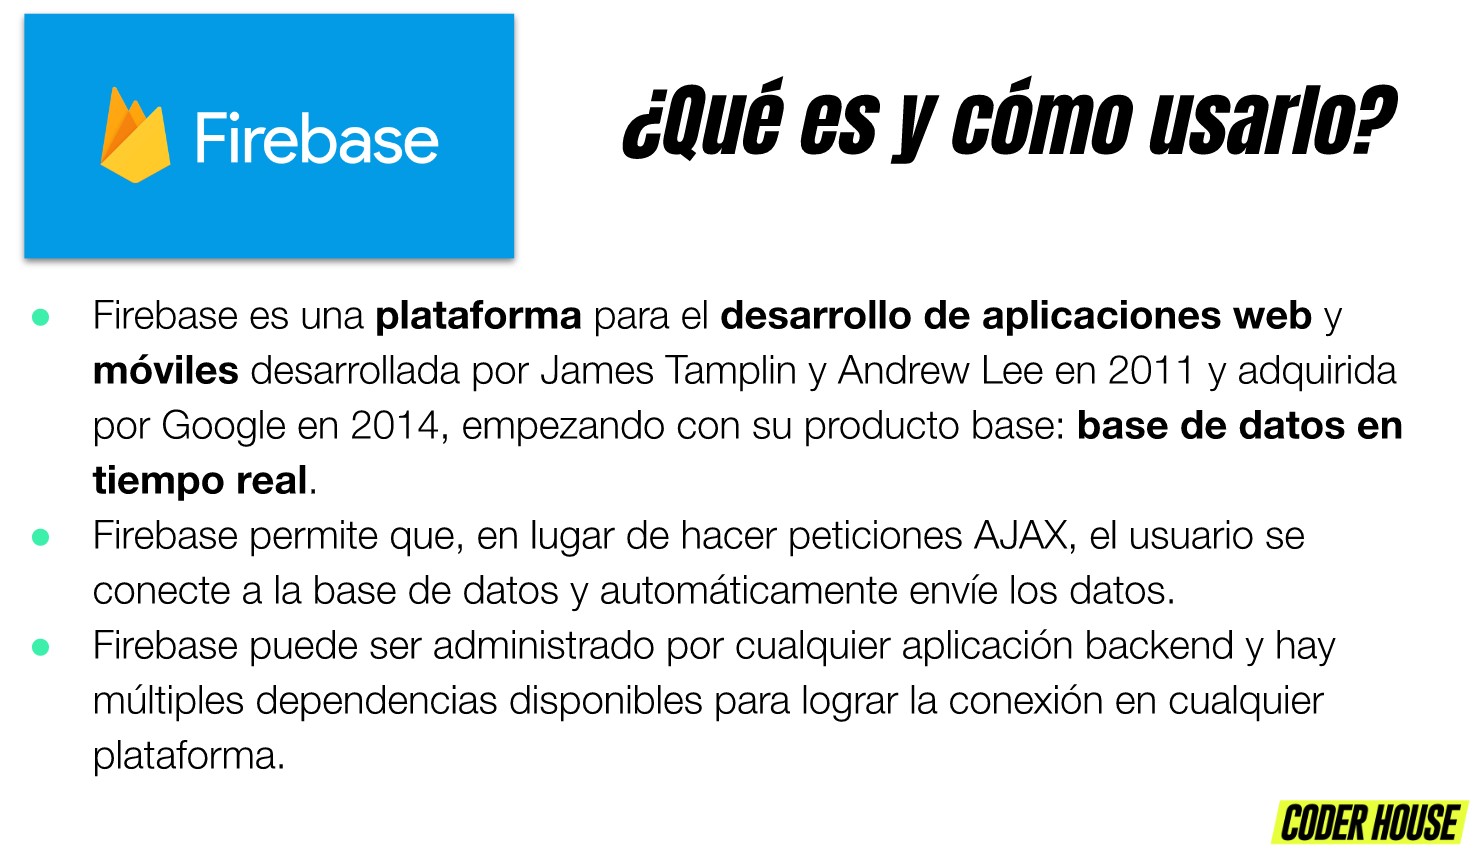 Firebase
¿Qué es y cómo usarlo?
● Firebase es una plataforma para el desarrollo de aplicaciones web y
móviles desarrollada por James Tamplin y Andrew Lee en 2011 y adquirida
por Google en 2014, empezando con su producto base: base de datos en
tiempo real.
● Firebase permite que, en lugar de hacer peticiones AJAX, el usuario se
conecte a la base de datos y automáticamente envíe los datos.
● Firebase puede ser administrado por cualquier aplicación backend y hay
múltiples dependencias disponibles para lograr la conexión en cualquier
plataforma.
CODER HOUSE